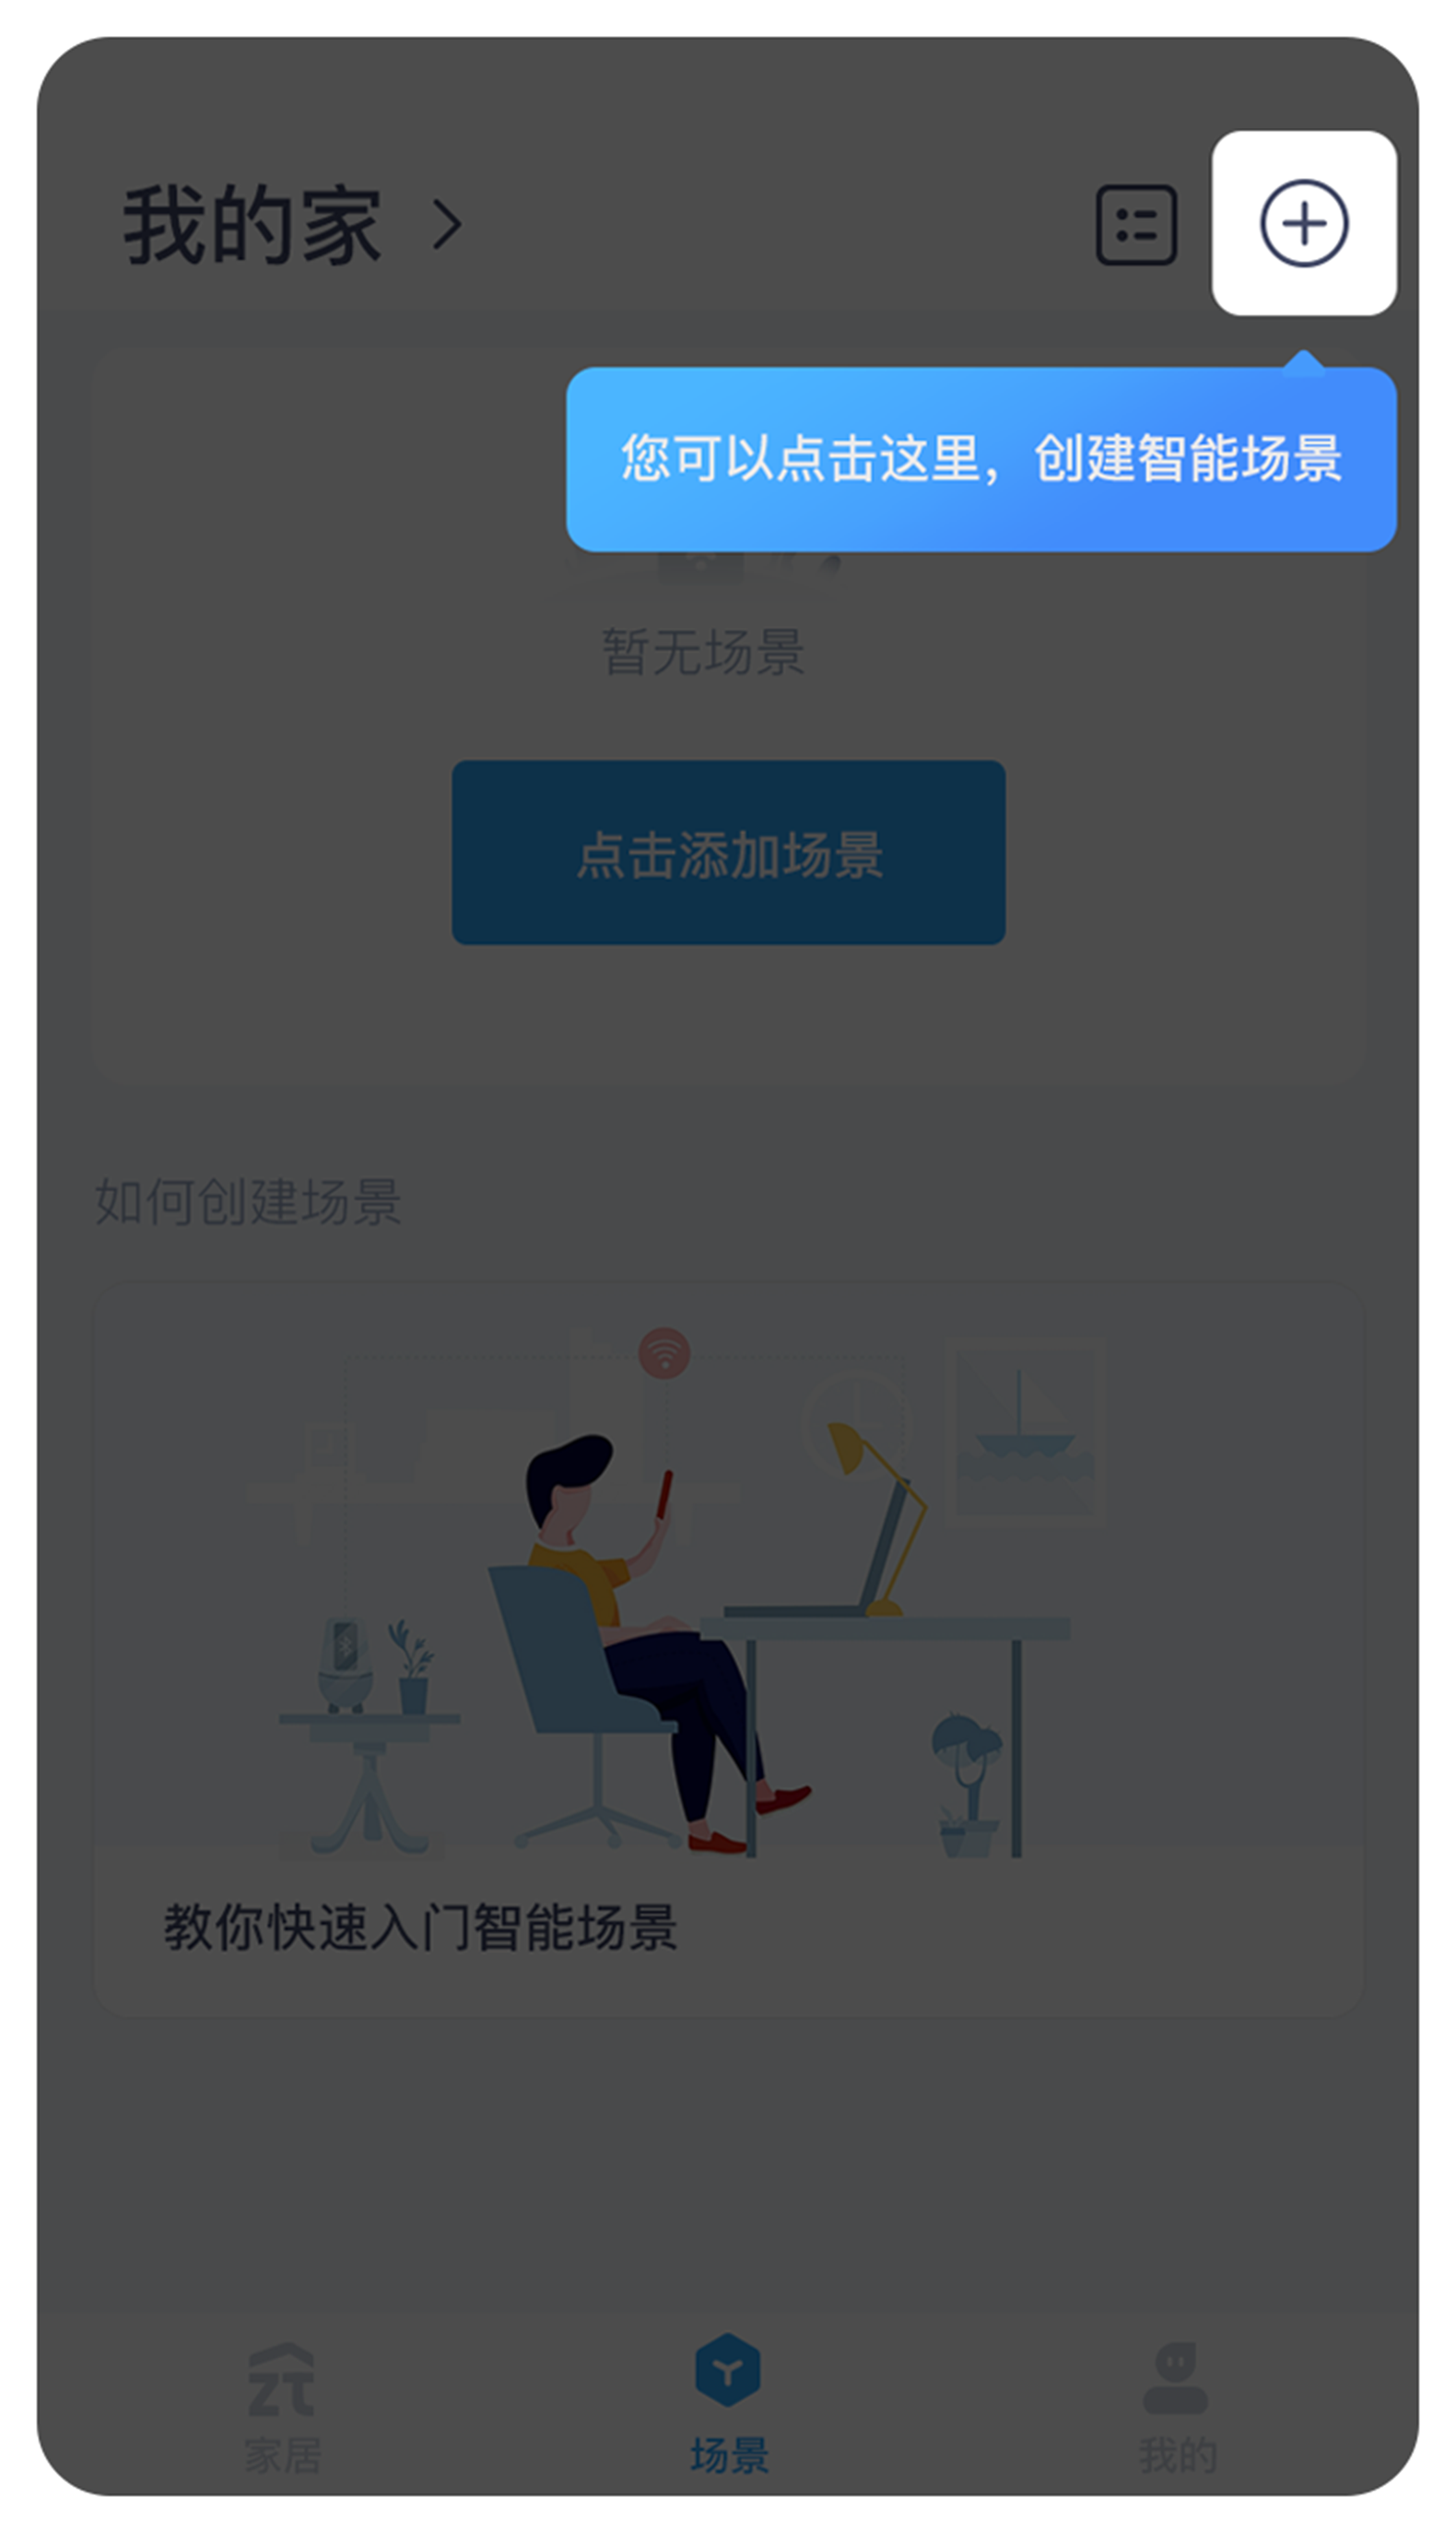 我的家
您可以点击这里，创建智能场景
暂无场景
点击添加场景
如何创建场景
教你快速入门智能场景
zt
家居
场景
我的